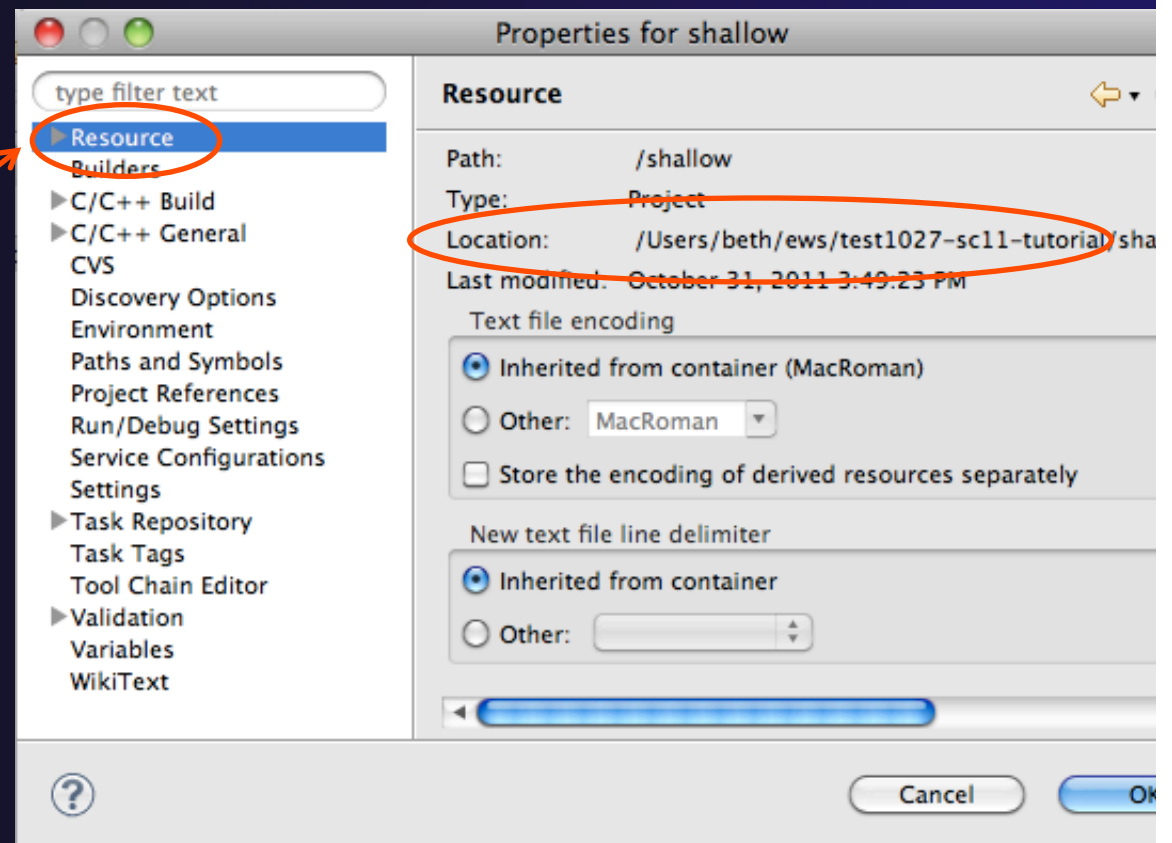 Properties for shallow
type filter text
Resource
Builders
C/C++ Build
C/C++ General
CVS
Discovery Options
Environment
Paths and Symbols
Project References
Run/Debug Settings
Service Configurations
Settings
Task Repository
Task Tags
Tool Chain Editor
Validation
Variables
WikiText
Resource
Path: /shallow
Type: Project
Location: /Users/beth/ews/test1027-sc11-tutorial/sha
Last modified: October 31, 2011 3:49:23 PM
Text file encoding
Inherited from container (MacRoman)
Other: MacRoman
Store the encoding of derived resources separately
New text file line delimiter
Inherited from container
Other:
?
Cancel OK